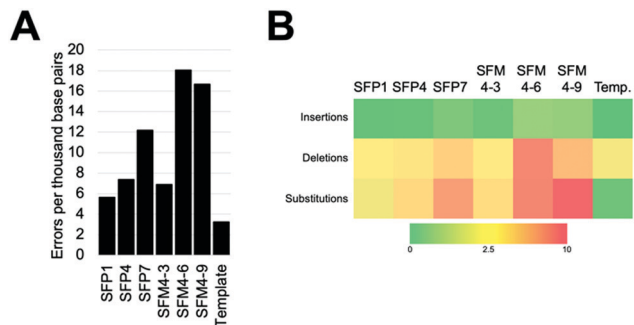 A
Errors per thousand base pairs
20
18
16
14
12
10
8
6
4
2
0
SFP1
SFP4
SFP7
SFM4-3
SFM4-6
SFM4-9
Template
B
SFP1 SFP4 SFP7 SFM 4-3 SFM 4-6 SFM 4-9 Temp.
Insertions
Deletions
Substitutions
0 2.5 10